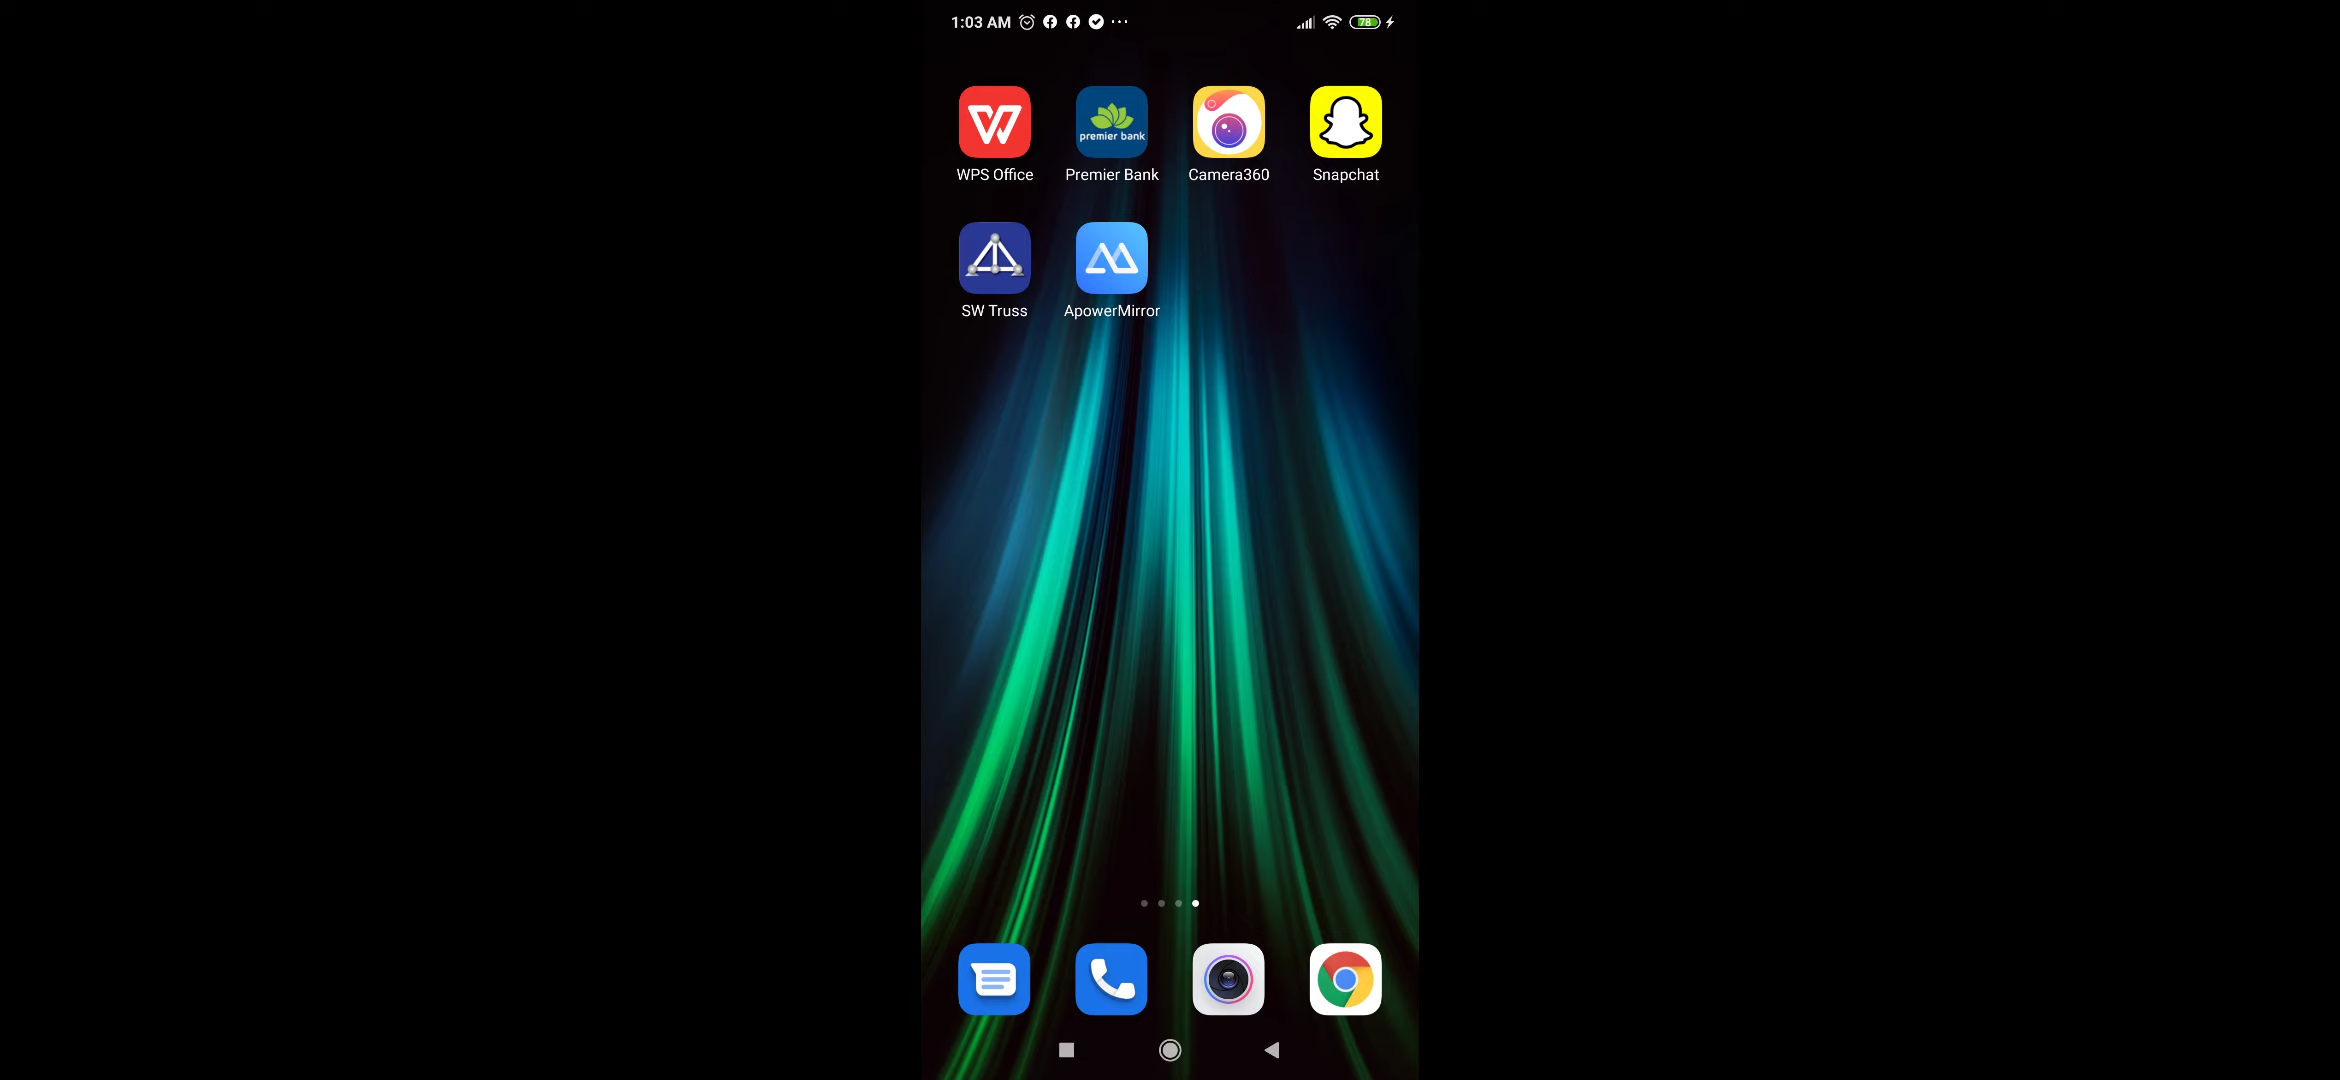 1:03 AM
78
premier bank
WPS Office
Premier Bank
Camera360
Snapchat
SW Truss
ApowerMirror